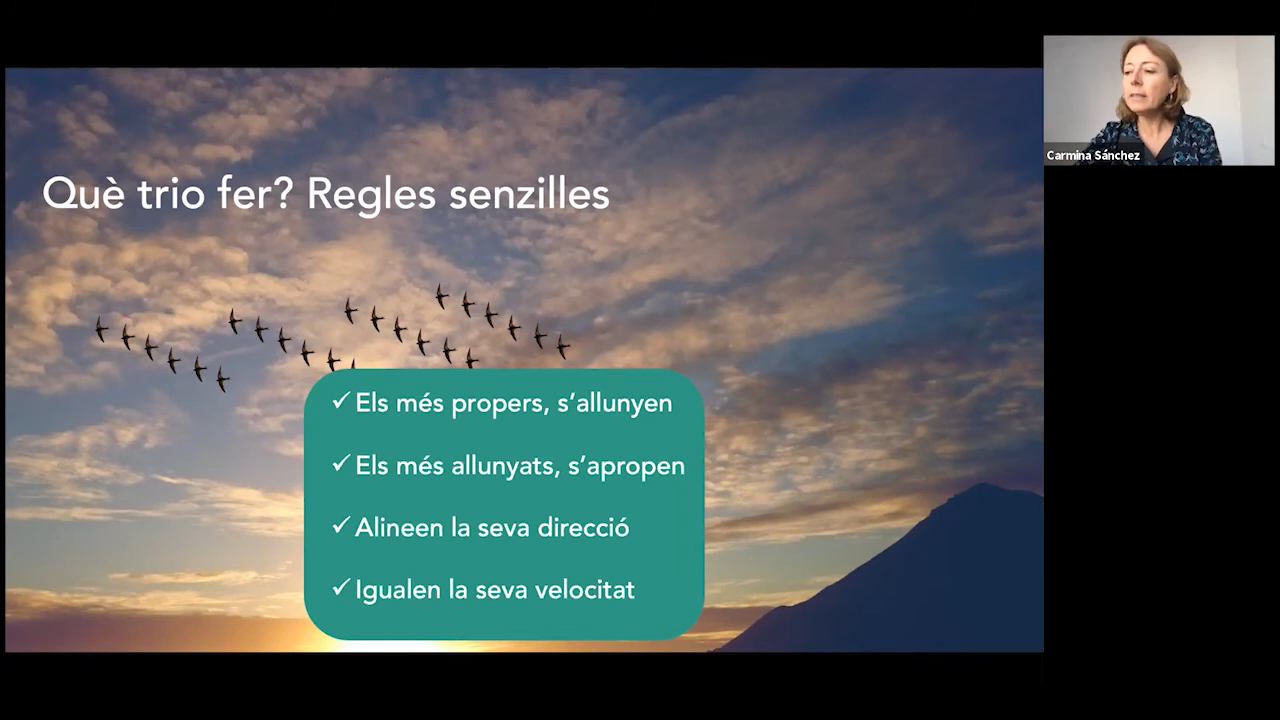 Què trio fer? Regles senzilles
✓Els més propers, s’allunyen
✓Els més allunyats, s’apropen
✓Alineen la seva direcció
✓Igualen la seva velocitat
Carmina Sánchez